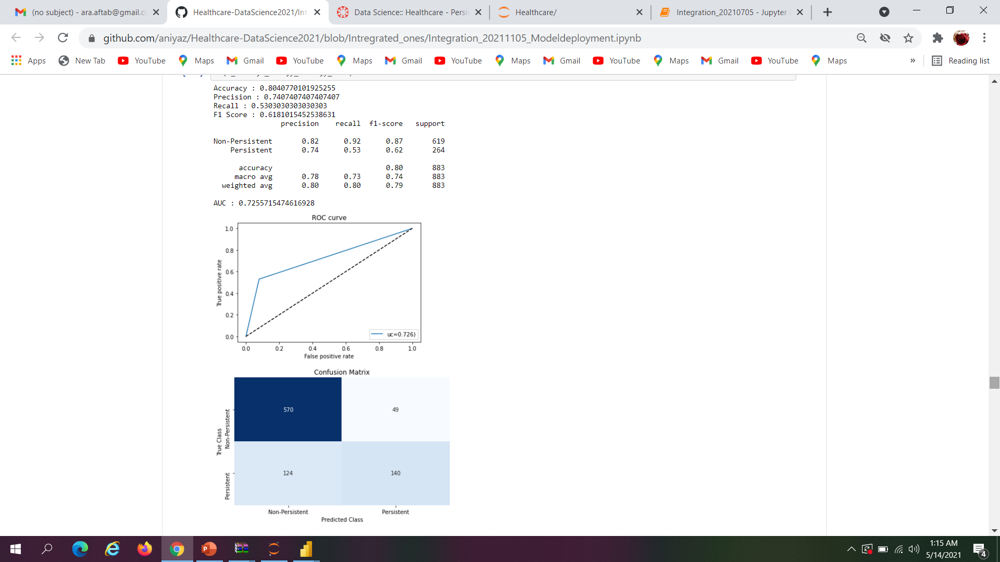 (no subject) - ara.aftab@gmail.c
Healthcare-DataScience2021/Int
Data Science:: Healthcare - Persi
Healthcare/
Integration_20210705 - Jupyter
github.com/aniyaz/Healthcare-DataScience2021/blob/Intregrated_ones/Integration_20211105_Modeldeployment.ipynb
Apps New Tab YouTube Maps Gmail YouTube Maps Gmail YouTube Maps Gmail YouTube Maps Gmail YouTube Maps » Reading list
Accuracy : 0.8040770101925255
Precision : 0.7407407407407407
Recall : 0.5303030303030303
F1 Score : 0.6181015452538631
precision recall f1-score support
Non-Persistent 0.82 0.92 0.87 619
Persistent 0.74 0.53 0.62 264
accuracy 0.80 883
macro avg 0.78 0.73 0.74 883
weighted avg 0.80 0.80 0.79 883
AUC : 0.7255715474616928
ROC curve
1.0
0.8
0.6
0.4
0.2
0.0
True positive rate
uc=0.726)
0.0 0.2 0.4 0.6 0.8 1.0
False positive rate
Confusion Matrix
570 49
124 140
True Class
Non-Persistent
Persistent
Non-Persistent Persistent
Predicted Class
1:15 AM
5/14/2021
4